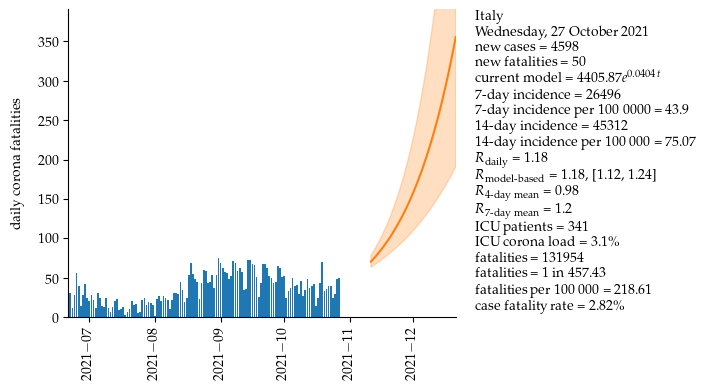 350
300
250
200
150
100
50
0
daily corona fatalities
2021−07
2021−08
2021−09
2021−10
2021−11
2021−12
Italy
Wednesday, 27 October 2021
new cases = 4598
new fatalities = 50
current model = 4405.87e^0.0404 t
7-day incidence = 26496
7-day incidence per 100 0000 = 43.9
14-day incidence = 45312
14-day incidence per 100 000 = 75.07
R_daily = 1.18
R_model-based = 1.18, [1.12, 1.24]
R_4-day mean = 0.98
R_7-day mean = 1.2
ICU patients = 341
ICU corona load = 3.1%
fatalities = 131954
fatalities = 1 in 457.43
fatalities per 100 000 = 218.61
case fatality rate = 2.82%